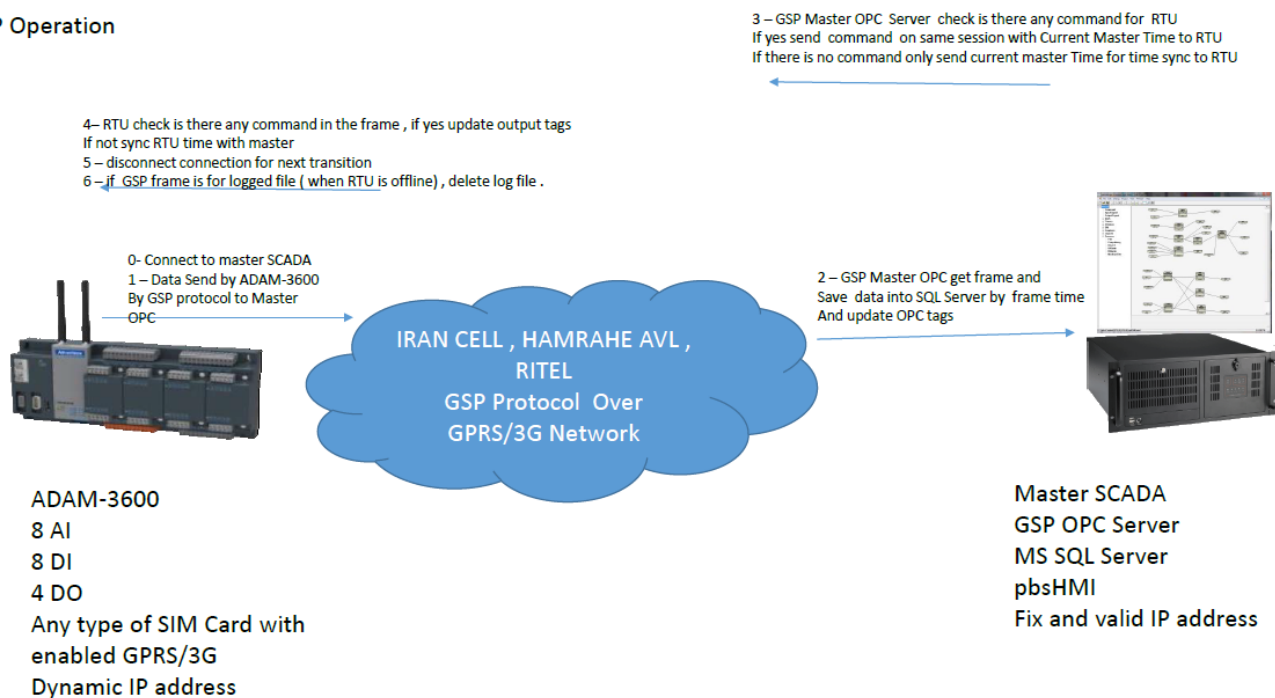 P Operation
3 – GSP Master OPC Server check is there any command for RTU
If yes send command on same session with Current Master Time to RTU
If there is no command only send current master Time for time sync to RTU
4– RTU check is there any command in the frame , if yes update output tags
If not sync RTU time with master
5 – disconnect connection for next transition
6 – if GSP frame is for logged file ( when RTU is offline) , delete log file .
0- Connect to master SCADA
1 – Data Send by ADAM-3600
By GSP protocol to Master
OPC
2 – GSP Master OPC get frame and
Save data into SQL Server by frame time
And update OPC tags
IRAN CELL , HAMRAHE AVL ,
RITEL
GSP Protocol Over
GPRS/3G Network
ADAM-3600
8 AI
8 DI
4 DO
Any type of SIM Card with
enabled GPRS/3G
Dynamic IP address
Master SCADA
GSP OPC Server
MS SQL Server
pbsHMI
Fix and valid IP address